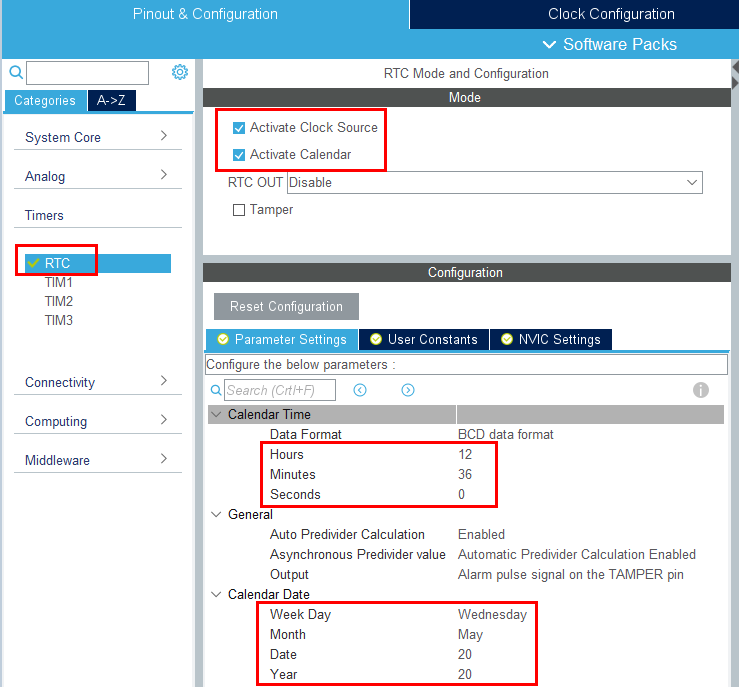 Pinout & Configuration
Clock Configuration
Software Packs
Categories
A->Z
System Core
Analog
Timers
RTC
TIM1
TIM2
TIM3
Connectivity
Computing
Middleware
RTC Mode and Configuration
Mode
Activate Clock Source
Activate Calendar
RTC OUT Disable
Tamper
Configuration
Reset Configuration
Parameter Settings
User Constants
NVIC Settings
Configure the below parameters :
Search (Crtl+F)
Calendar Time
Data Format BCD data format
Hours 12
Minutes 36
Seconds 0
General
Auto Predivider Calculation Enabled
Asynchronous Predivider value Automatic Predivider Calculation Enabled
Output Alarm pulse signal on the TAMPER pin
Calendar Date
Week Day Wednesday
Month May
Date 20
Year 20